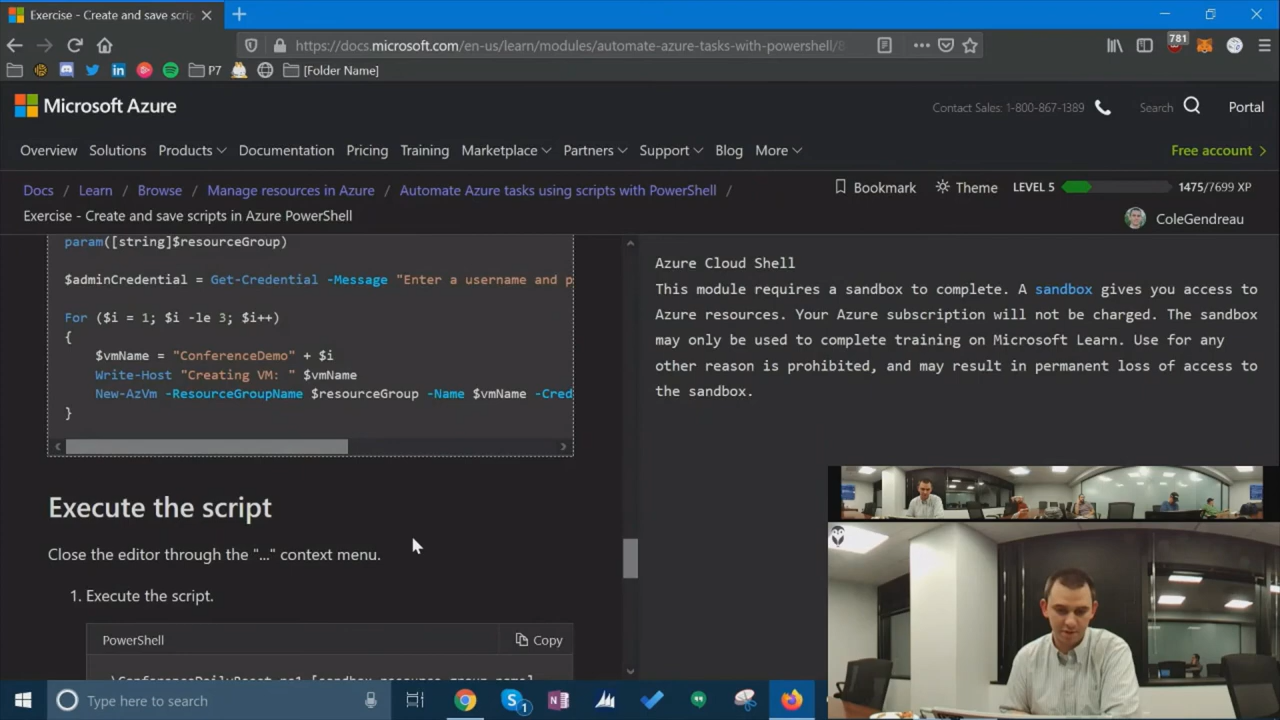 Exercise - Create and save scrip
https://docs.microsoft.com/en-us/learn/modules/automate-azure-tasks-with-powershell/8
781
P7
[Folder Name]
Microsoft Azure
Contact Sales: 1-800-867-1389
Search
Portal
Overview Solutions Products Documentation Pricing Training Marketplace Partners Support Blog More
Free account >
Docs / Learn / Browse / Manage resources in Azure / Automate Azure tasks using scripts with PowerShell /
Exercise - Create and save scripts in Azure PowerShell
Bookmark Theme LEVEL 5 1475/7699 XP
ColeGendreau
param([string]$resourceGroup)
$adminCredential = Get-Credential -Message "Enter a username and p
For ($i = 1; $i -le 3; $i++)
{
$vmName = "ConferenceDemo" + $i
Write-Host "Creating VM: " $vmName
New-AzVm -ResourceGroupName $resourceGroup -Name $vmName -Cred
}
Execute the script
Close the editor through the "..." context menu.
1. Execute the script.
PowerShell
Copy
.\ConferenceDailyReset.ps1 [sandbox resource group name]
Azure Cloud Shell
This module requires a sandbox to complete. A sandbox gives you access to
Azure resources. Your Azure subscription will not be charged. The sandbox
may only be used to complete training on Microsoft Learn. Use for any
other reason is prohibited, and may result in permanent loss of access to
the sandbox.
Type here to search
1